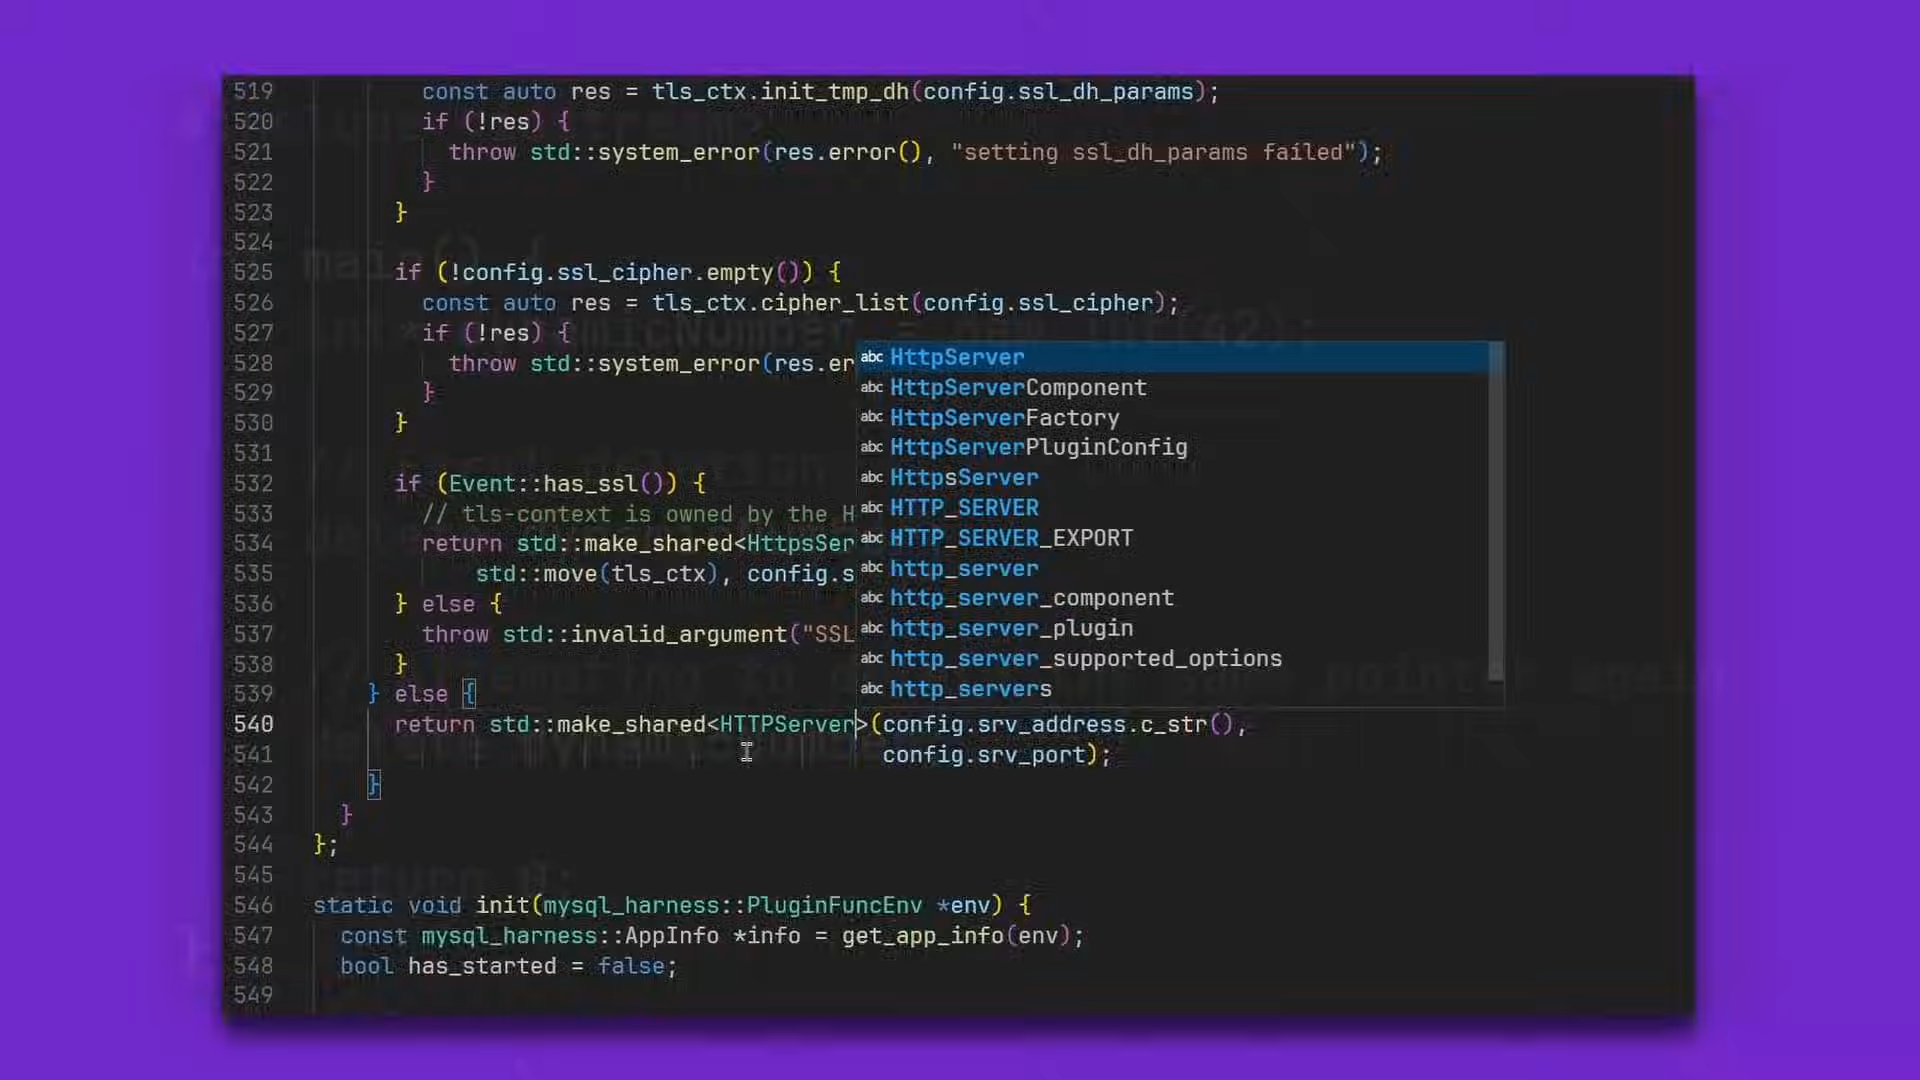 519 const auto res = tls_ctx.init_tmp_dh(config.ssl_dh_params);
520 if (!res) {
521 throw std::system_error(res.error(), "setting ssl_dh_params failed");
522 }
523 }
524
525 if (!config.ssl_cipher.empty()) {
526 const auto res = tls_ctx.cipher_list(config.ssl_cipher);
527 if (!res) {
528 throw std::system_error(res.er
529 }
530 }
531
532 if (Event::has_ssl()) {
533 // tls-context is owned by the H
534 return std::make_shared<HttpsSer
535 std::move(tls_ctx), config.s
536 } else {
537 throw std::invalid_argument("SSL
538 }
539 } else {
540 return std::make_shared<HTTPServer>(config.srv_address.c_str(),
541 config.srv_port);
542 }
543 }
544 };
545
546 static void init(mysql_harness::PluginFuncEnv *env) {
547 const mysql_harness::AppInfo *info = get_app_info(env);
548 bool has_started = false;
549
abc HttpServer
abc HttpServerComponent
abc HttpServerFactory
abc HttpServerPluginConfig
abc HttpsServer
abc HTTP_SERVER
abc HTTP_SERVER_EXPORT
abc http_server
abc http_server_component
abc http_server_plugin
abc http_server_supported_options
abc http_servers